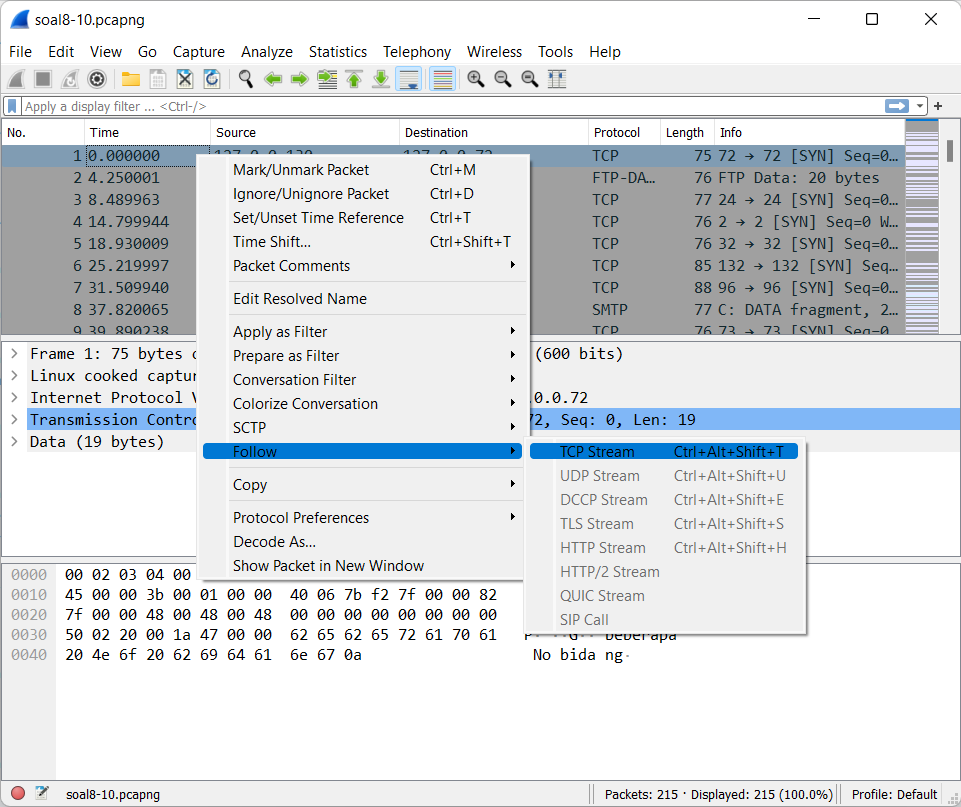 soal8-10.pcapng
File Edit View Go Capture Analyze Statistics Telephony Wireless Tools Help
Apply a display filter ... <Ctrl-/>
No. Time Source Destination Protocol Length Info
1 0.000000 127.0.0.130 127.0.0.72 TCP 75 72 → 72 [SYN] Seq=0…
2 4.250001 FTP-DA… 76 FTP Data: 20 bytes
3 8.489963 TCP 77 24 → 24 [SYN] Seq=0…
4 14.799944 TCP 76 2 → 2 [SYN] Seq=0 W…
5 18.930009 TCP 76 32 → 32 [SYN] Seq=0…
6 25.219997 TCP 85 132 → 132 [SYN] Seq…
7 31.509940 TCP 88 96 → 96 [SYN] Seq=0…
8 37.820065 SMTP 77 C: DATA fragment, 2…
9 39.890238 TCP 76 73 → 73 [SYN] Seq=0…
Mark/Unmark Packet Ctrl+M
Ignore/Unignore Packet Ctrl+D
Set/Unset Time Reference Ctrl+T
Time Shift... Ctrl+Shift+T
Packet Comments
Edit Resolved Name
Apply as Filter
Prepare as Filter
Conversation Filter
Colorize Conversation
SCTP
Follow
Copy
Protocol Preferences
Decode As...
Show Packet in New Window
TCP Stream Ctrl+Alt+Shift+T
UDP Stream Ctrl+Alt+Shift+U
DCCP Stream Ctrl+Alt+Shift+E
TLS Stream Ctrl+Alt+Shift+S
HTTP Stream Ctrl+Alt+Shift+H
HTTP/2 Stream
QUIC Stream
SIP Call
Frame 1: 75 bytes (600 bits)
Linux cooked captur
Internet Protocol .0.0.72
Transmission Contro 72, Seq: 0, Len: 19
Data (19 bytes)
0000 00 02 03 04 00
0010 45 00 00 3b 00 01 00 00 40 06 7b f2 7f 00 00 82
0020 7f 00 00 48 00 48 00 48 00 00 00 00 00 00 00 00
0030 50 02 20 00 1a 47 00 00 62 65 62 65 72 61 70 61 P· ··G·· beberapa
0040 20 4e 6f 20 62 69 64 61 6e 67 0a No bida ng·
soal8-10.pcapng Packets: 215 · Displayed: 215 (100.0%) Profile: Default